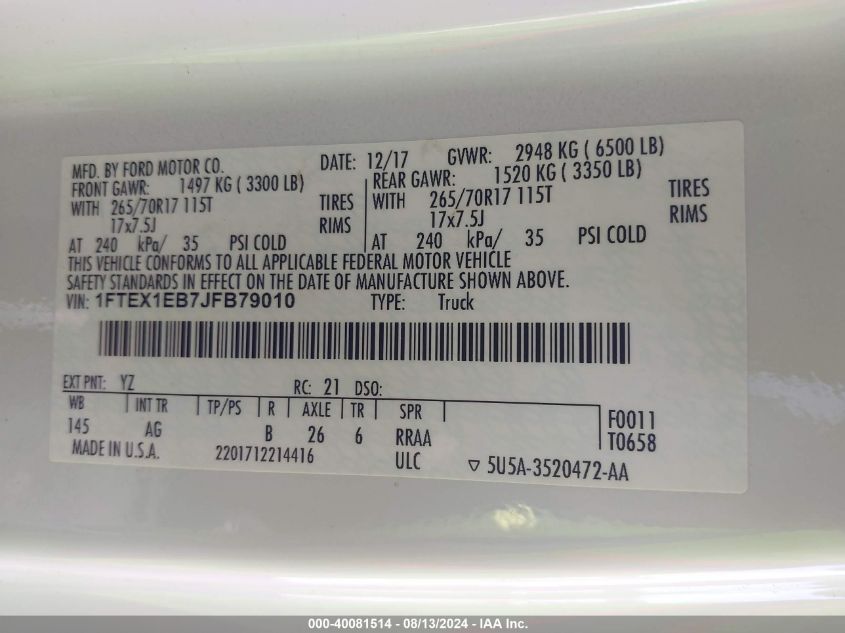 MFD. BY FORD MOTOR CO. DATE: 12/17 GVWR: 2948 KG ( 6500 LB)
FRONT GAWR: 1497 KG ( 3300 LB) REAR GAWR: 1520 KG ( 3350 LB)
WITH 265/70R17 115T TIRES WITH 265/70R17 115T TIRES
17x7.5J RIMS 17x7.5J RIMS
AT 240 kPa/ 35 PSI COLD AT 240 kPa/ 35 PSI COLD
THIS VEHICLE CONFORMS TO ALL APPLICABLE FEDERAL MOTOR VEHICLE
SAFETY STANDARDS IN EFFECT ON THE DATE OF MANUFACTURE SHOWN ABOVE.
VIN: 1FTEX1EB7JFB79010 TYPE: Truck
EXT PNT: YZ RC: 21 DSO:
WB INT TR TP/PS R AXLE TR SPR F0011
145 AG B 26 6 RRAA T0658
MADE IN U.S.A. 2201712214416 ULC ▽ 5U5A-3520472-AA
000-40081514 - 08/13/2024 - IAA Inc.